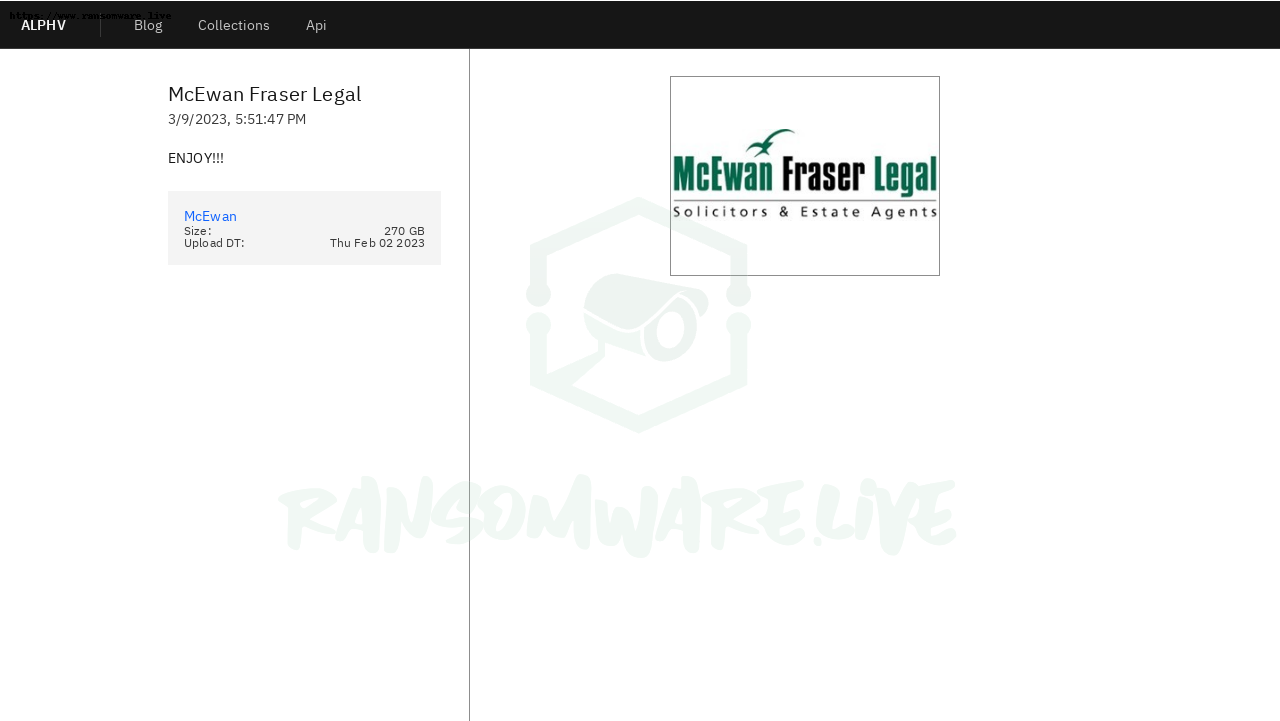 https://www.ransomware.live
ALPHV Blog Collections Api
McEwan Fraser Legal
3/9/2023, 5:51:47 PM
ENJOY!!!
McEwan
Size: 270 GB
Upload DT: Thu Feb 02 2023
McEwan Fraser Legal
Solicitors & Estate Agents
RANSOMWARE.LIVE